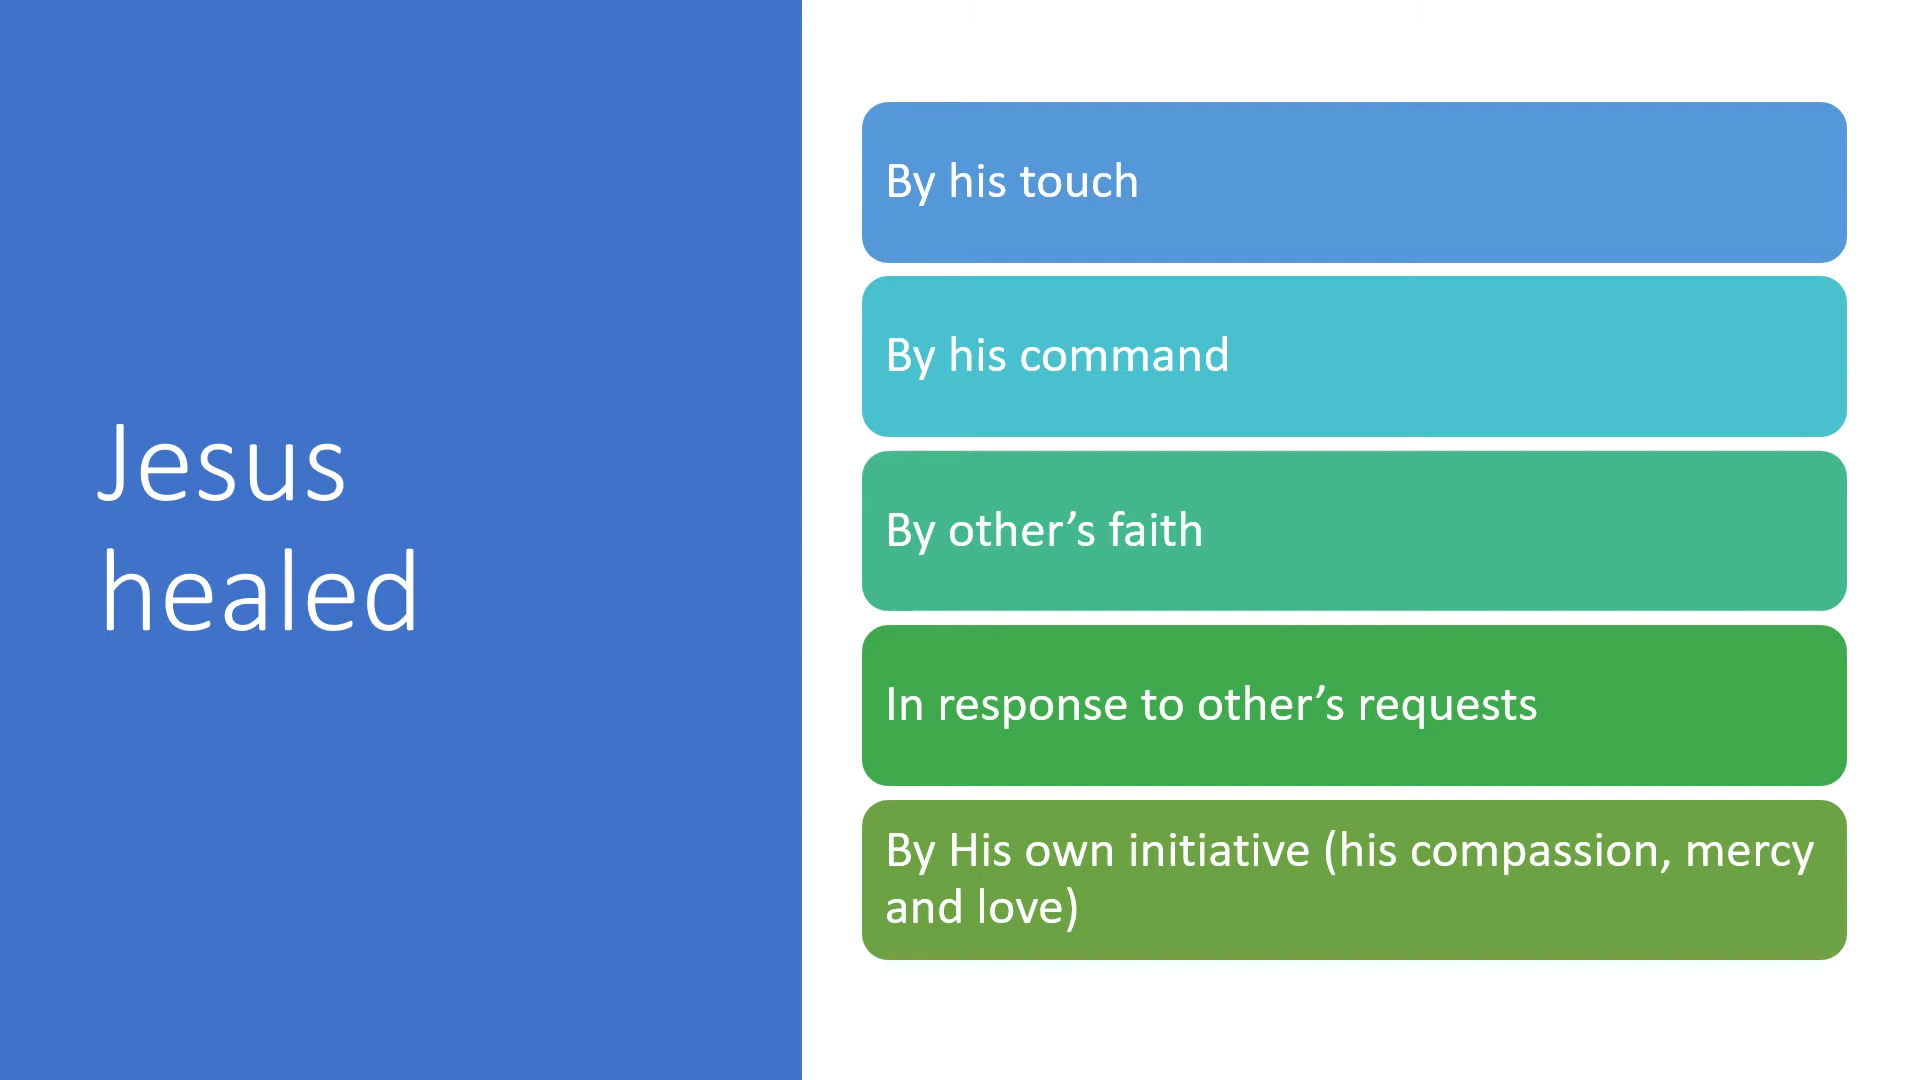 Jesus
healed
By his touch
By his command
By other’s faith
In response to other’s requests
By His own initiative (his compassion, mercy
and love)